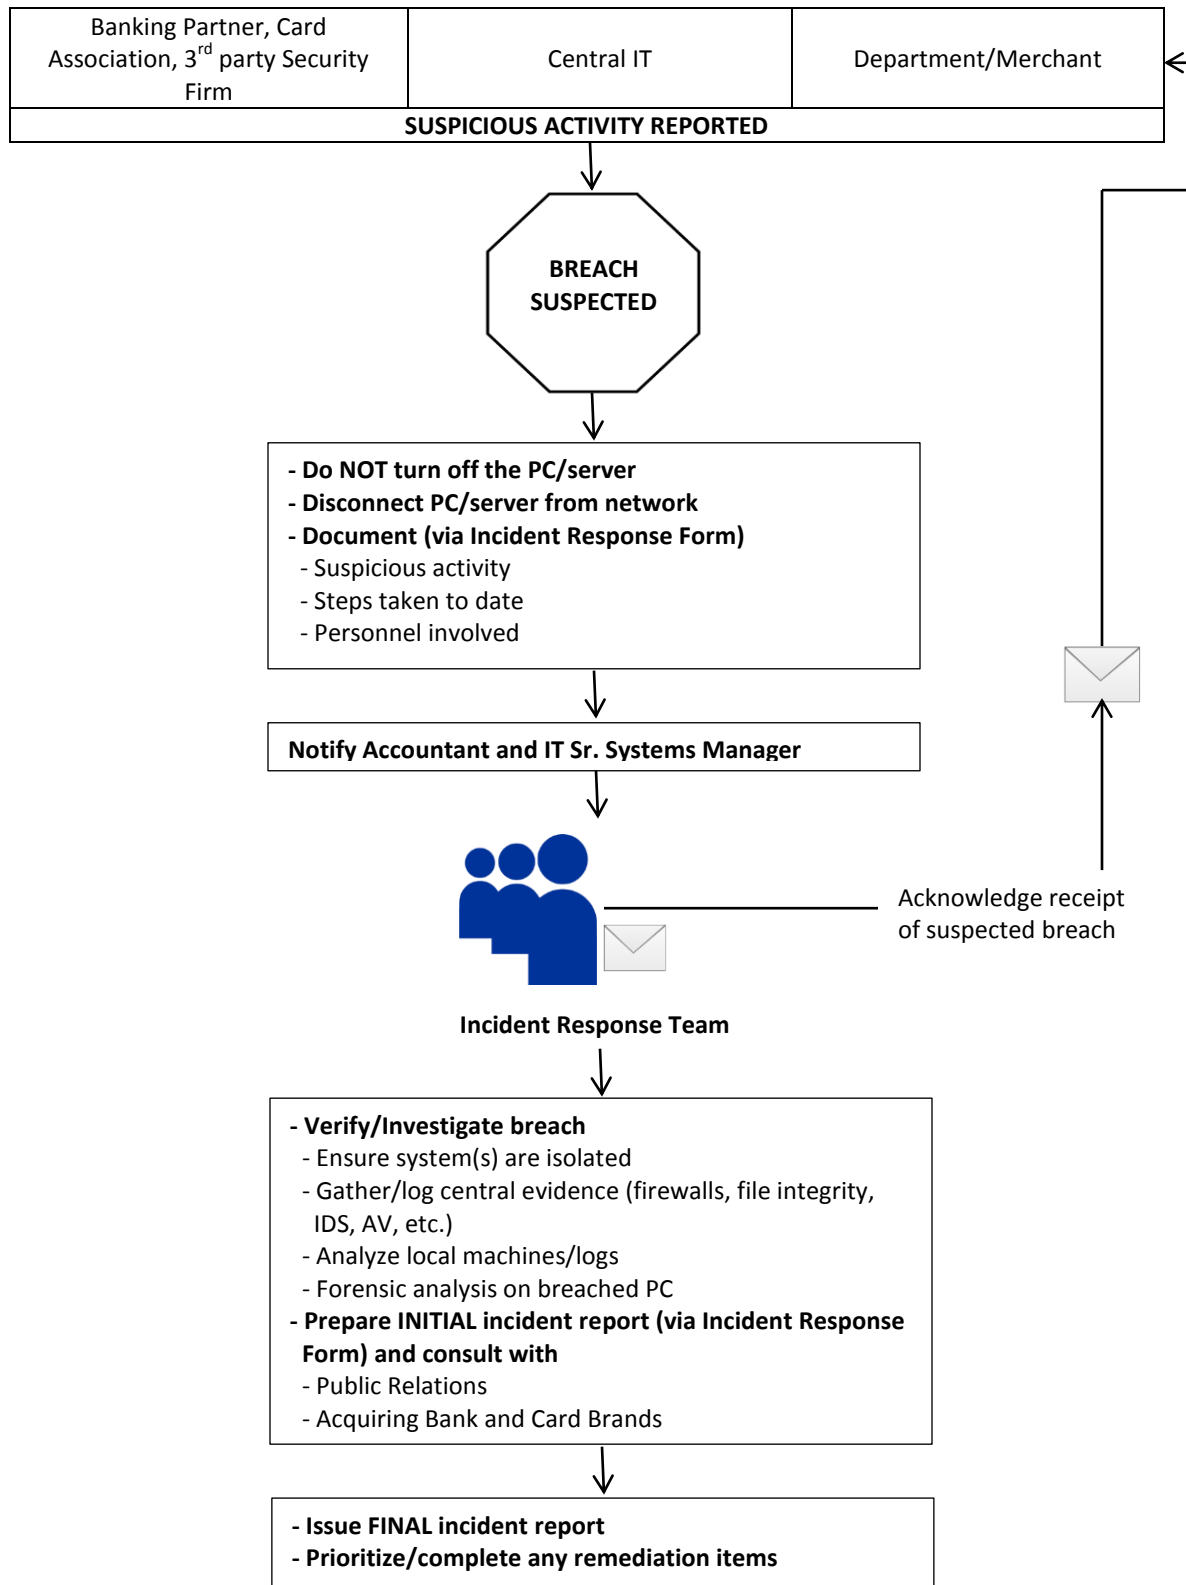 Banking Partner, Card
Association, 3rd party Security
Firm
Central IT
Department/Merchant
SUSPICIOUS ACTIVITY REPORTED
BREACH
SUSPECTED
- Do NOT turn off the PC/server
- Disconnect PC/server from network
- Document (via Incident Response Form)
- Suspicious activity
- Steps taken to date
- Personnel involved
Notify Accountant and IT Sr. Systems Manager
Acknowledge receipt
of suspected breach
Incident Response Team
- Verify/Investigate breach
- Ensure system(s) are isolated
- Gather/log central evidence (firewalls, file integrity,
IDS, AV, etc.)
- Analyze local machines/logs
- Forensic analysis on breached PC
- Prepare INITIAL incident report (via Incident Response
Form) and consult with
- Public Relations
- Acquiring Bank and Card Brands
- Issue FINAL incident report
- Prioritize/complete any remediation items